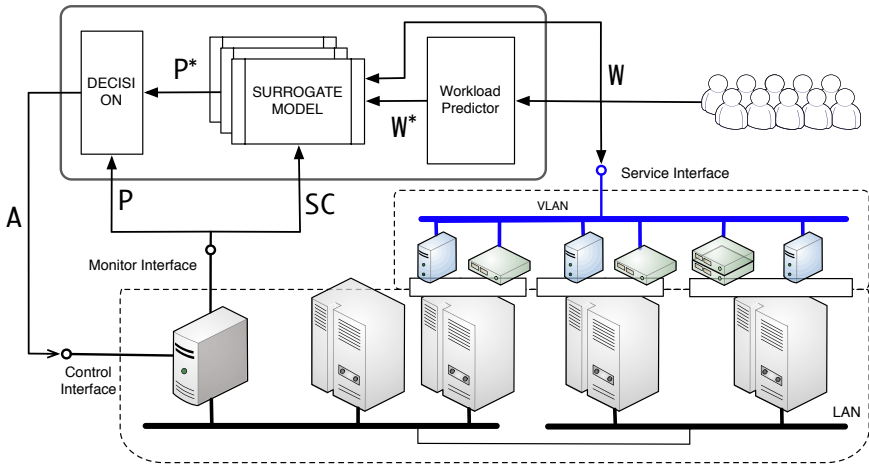 DECISI
ON
P*
SURROGATE
MODEL
W*
Workload
Predictor
W
A
P
SC
Service Interface
VLAN
Monitor Interface
Control
Interface
LAN